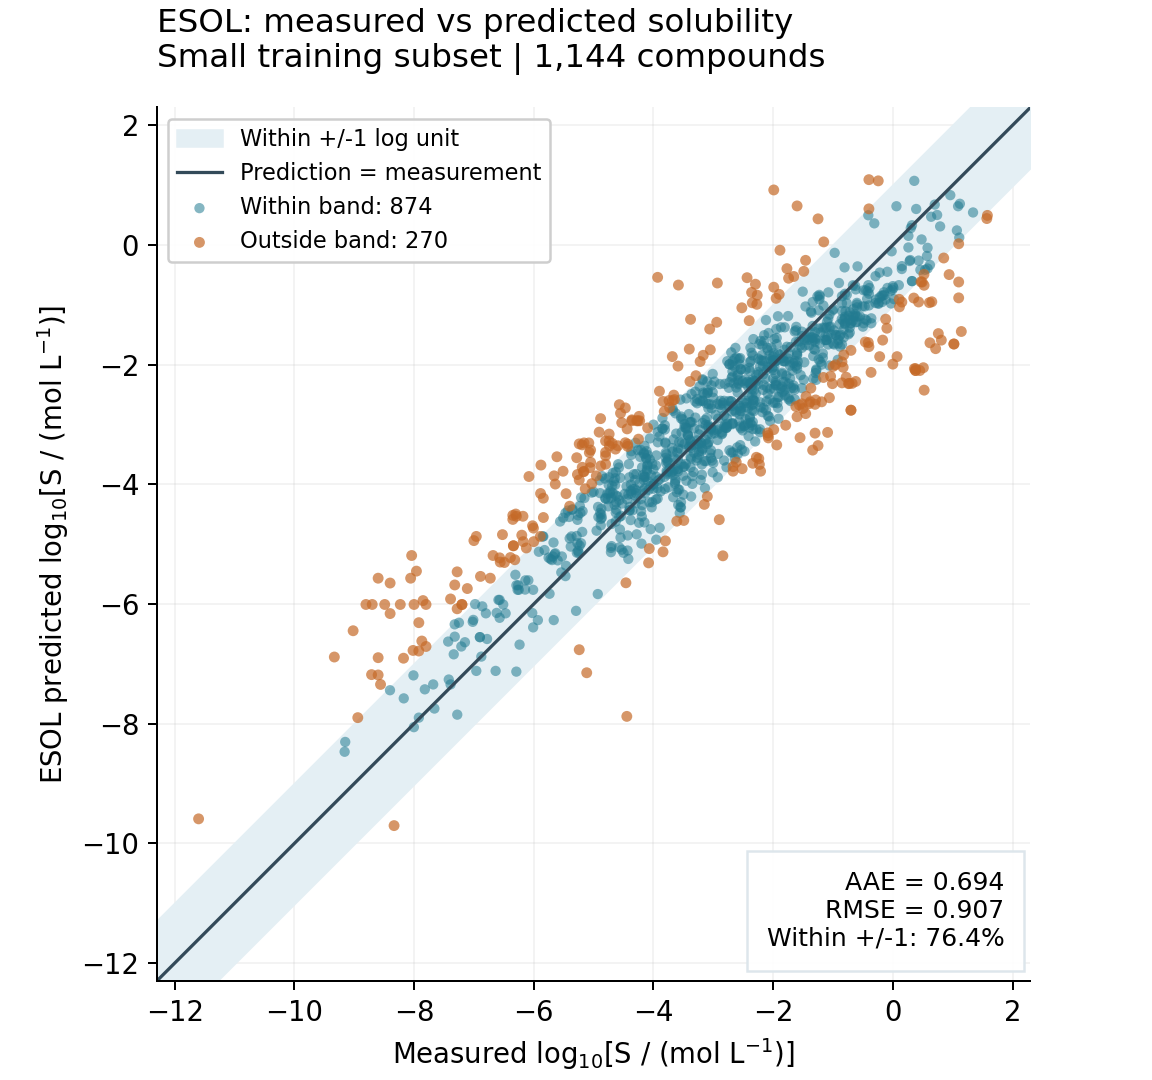 ESOL: measured vs predicted solubility
Small training subset | 1,144 compounds
Within +/-1 log unit
Prediction = measurement
Within band: 874
Outside band: 270
2
0
−2
−4
−6
−8
−10
−12
ESOL predicted log₁₀[S / (mol L⁻¹)]
AAE = 0.694
RMSE = 0.907
Within +/-1: 76.4%
−12 −10 −8 −6 −4 −2 0 2
Measured log₁₀[S / (mol L⁻¹)]